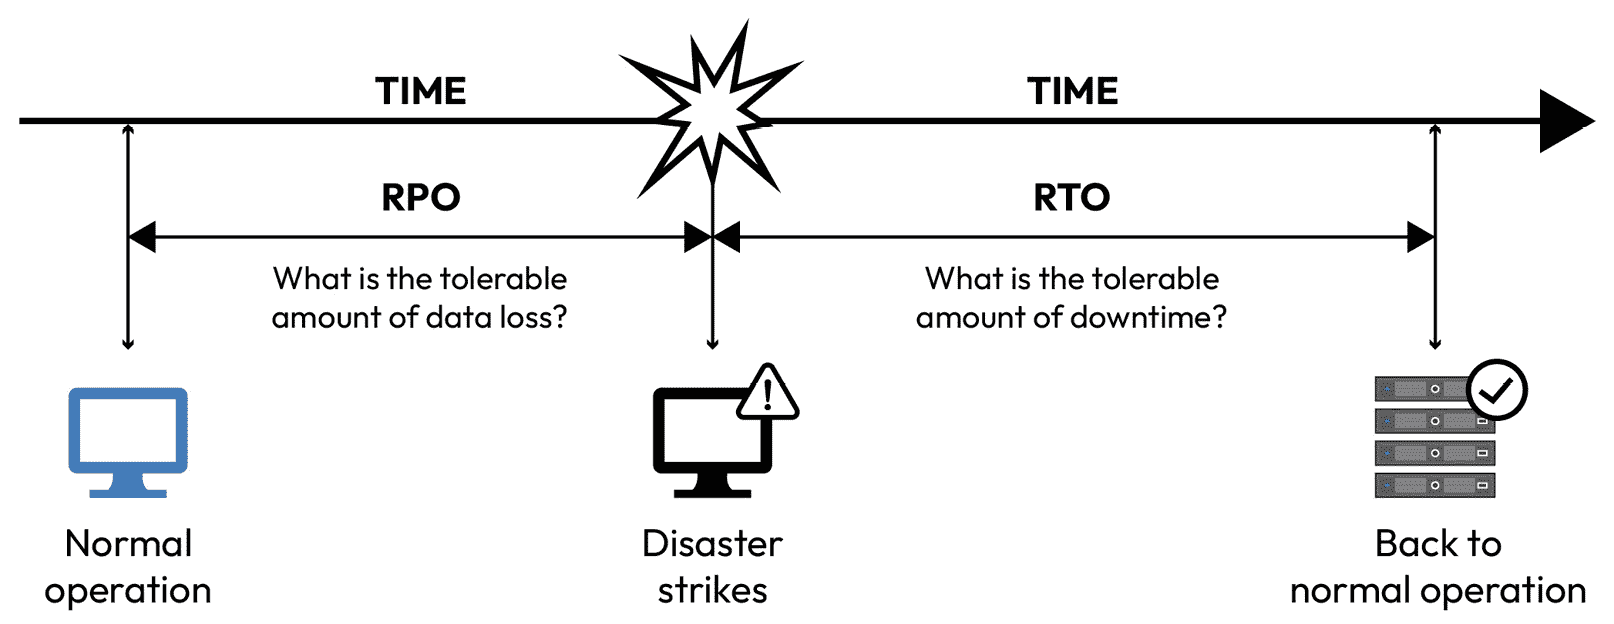 TIME
TIME
RPO
RTO
What is the tolerable
amount of data loss?
What is the tolerable
amount of downtime?
!
Normal
operation
Disaster
strikes
Back to
normal operation